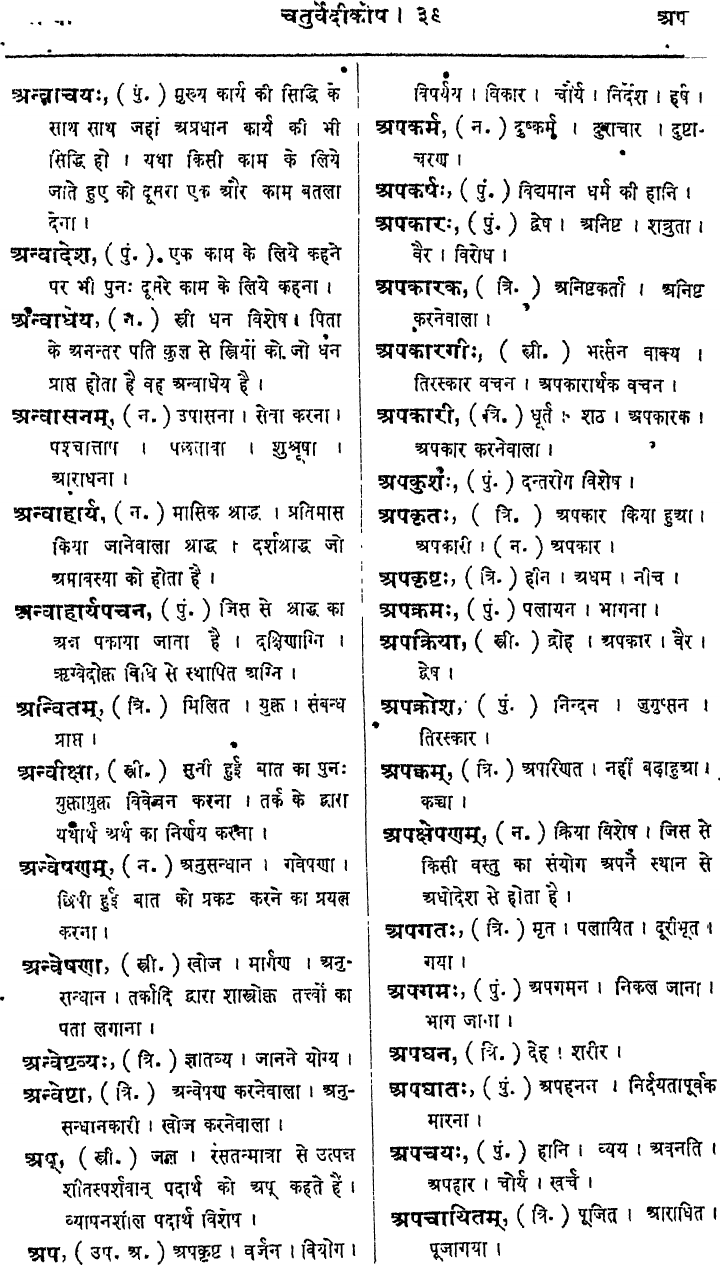 चतुर्वेदीकोष । ३९
अप
अन्वाचयः, ( पुं. ) मुख्य कार्य की सिद्धि के
साथ साथ जहां अप्रधान कार्य की भी
सिद्धि हो । यथा किसी काम के लिये
जाते हुए को दूसरा एक और काम बतला
देना ।
अन्वादेश, ( पुं. ). एक काम के लिये कहने
पर भी पुनः दूसरे काम के लिये कहना ।
अन्वाधेय, ( न. ) स्त्री धन विशेष । पिता
के अनन्तर पति कुल से स्त्रियों को जो धन
प्राप्त होता है वह अन्वाधेय है ।
अन्वासनम्, ( न. ) उपासना । सेवा करना ।
पश्चात्ताप । पछतावा । शुश्रूषा ।
आराधना ।
अन्वाहार्य, ( न. ) मासिक श्राद्ध । प्रतिमास
किया जानेवाला श्राद्ध । दर्शश्राद्ध जो
अमावस्या को होता है ।
अन्वाहार्यपचन, ( पुं. ) जिस से श्राद्ध का
अन्न पकाया जाता है । दक्षिणाग्नि ।
ऋग्वेदोक्त विधि से स्थापित अग्नि ।
अन्वितम्, ( त्रि. ) मिलित । युक्त । संबन्ध
प्राप्त ।
अन्वीक्षा, ( स्त्री. ) सुनी हुई बात का पुनः
युक्तायुक्त विवेचन करना । तर्क के द्वारा
यथार्थ अर्थ का निर्णय करना ।
अन्वेषणम्, ( न. ) अनुसन्धान । गवेषणा ।
छिपी हुई बात को प्रकट करने का प्रयत्न
करना ।
अन्वेषणा, ( स्त्री. ) खोज । मार्गण । अनु-
सन्धान । तर्कादि द्वारा शास्त्रोक्त तत्त्वों का
पता लगाना ।
अन्वेष्टव्यः, ( त्रि. ) ज्ञातव्य । जानने योग्य ।
अन्वेष्टा, ( त्रि. ) अन्वेषण करनेवाला । अनु-
सन्धानकारी । खोज करनेवाला ।
अप्, ( स्त्री. ) जल । रंसतन्मात्रा से उत्पन्न
शीतस्पर्शवान् पदार्थ को अप् कहते हैं ।
व्यापनशील पदार्थ विशेष ।
अप, ( उप. अ. ) अपकृष्ट । वर्जन । वियोग ।
विपर्यय । विकार । चौर्य । निर्देश । हर्ष ।
अपकर्म, ( न. ) दुष्कर्म । दुराचार । दुष्टा-
चरण ।
अपकर्षः, ( पुं. ) विद्यमान धर्म की हानि ।
अपकारः, ( पुं. ) द्वेष । अनिष्ट । शत्रुता ।
वैर । विरोध ।
अपकारक, ( त्रि. ) अनिष्टकर्ता । अनिष्ट
करनेवाला ।
अपकारगीः, ( स्त्री. ) भर्त्सन वाक्य ।
तिरस्कार वचन । अपकारार्थक वचन ।
अपकारी, ( त्रि. ) धूर्त । शठ । अपकारक ।
अपकार करनेवाला ।
अपकुशः, ( पुं. ) दन्तरोग विशेष ।
अपकृतः, ( त्रि. ) अपकार किया हुआ ।
अपकारी । ( न. ) अपकार ।
अपकृष्टः, ( त्रि. ) हीन । अधम । नीच ।
अपक्रमः, ( पुं. ) पलायन । भागना ।
अपक्रिया, ( स्त्री. ) द्रोह । अपकार । वैर ।
द्वेष ।
अपक्रोश, ( पुं. ) निन्दन । जुगुप्सन ।
तिरस्कार ।
अपक्वम्, ( त्रि. ) अपरिणत । नहीं बढ़ाहुआ ।
कच्चा ।
अपक्षेपणम्, ( न. ) क्रिया विशेष । जिस से
किसी वस्तु का संयोग अपने स्थान से
अधोदेश से होता है ।
अपगतः, ( त्रि. ) मृत । पलायित । दूरीभूत ।
गया ।
अपगमः, ( पुं. ) अपगमन । निकल जाना ।
भाग जाना ।
अपघन, ( त्रि. ) देह । शरीर ।
अपघातः, ( पुं. ) अपहनन । निर्दयतापूर्वक
मारना ।
अपचयः, ( पुं. ) हानि । व्यय । अवनति ।
अपहार । चौर्य । खर्च ।
अपचायितम्, ( त्रि. ) पूजित । आराधित ।
पूजागया ।